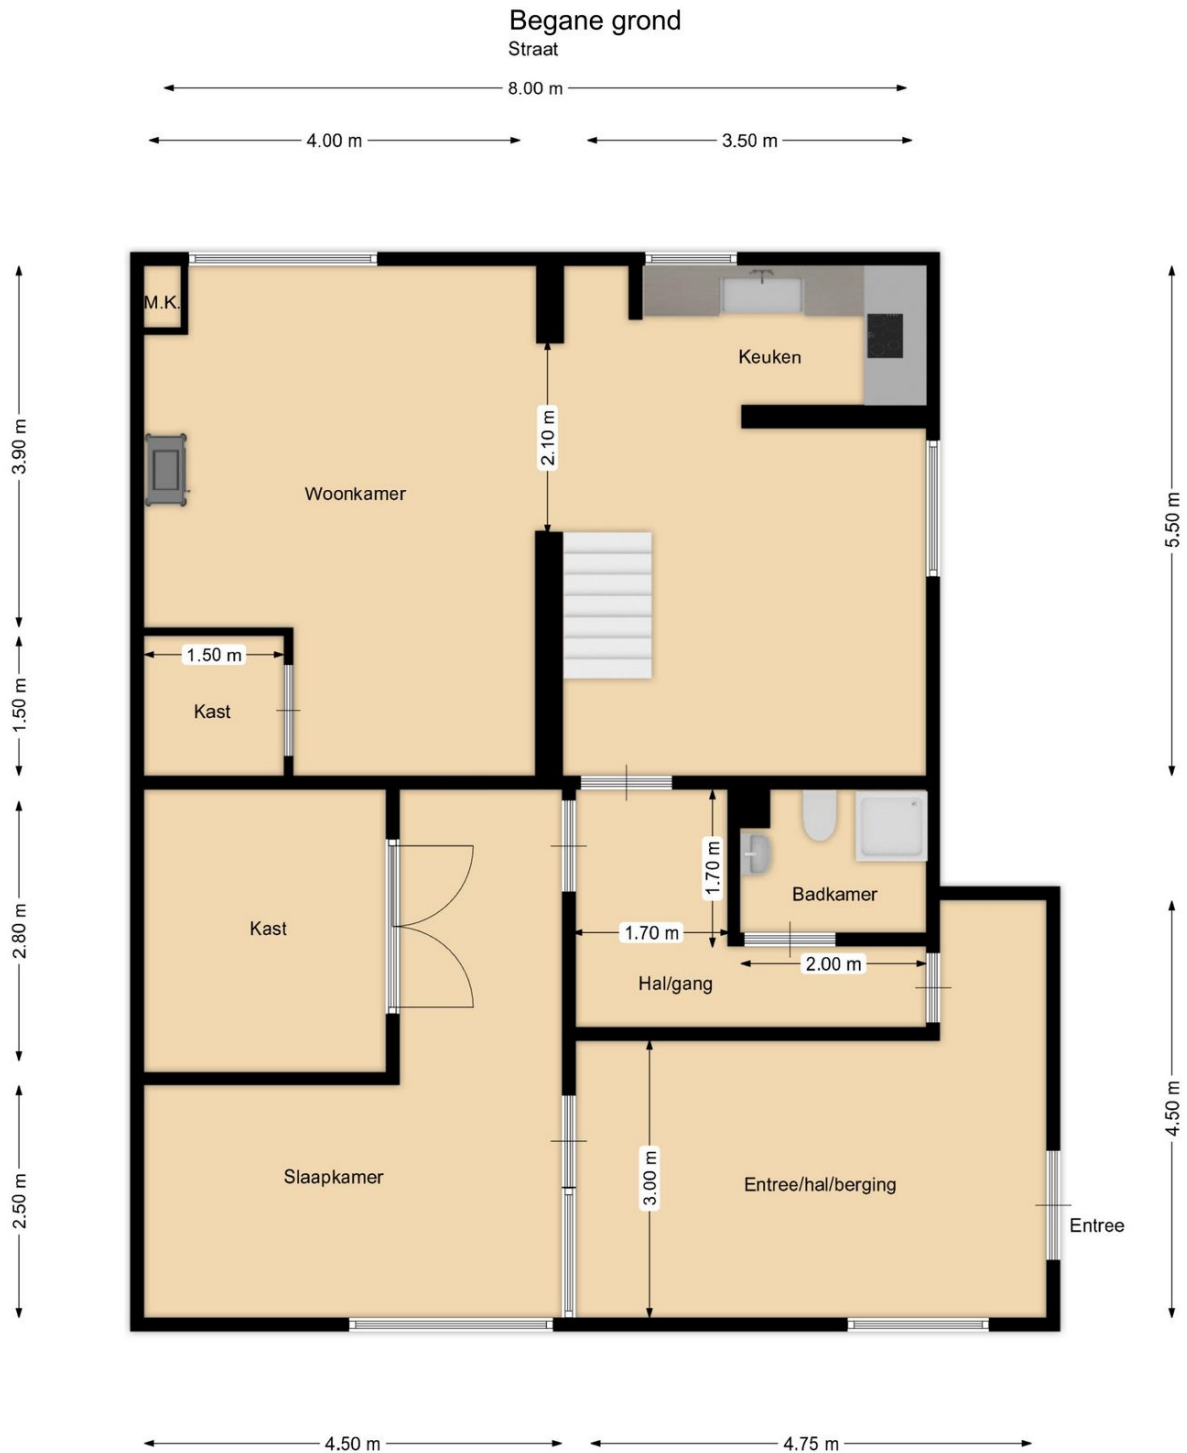 Begane grond
Straat
8.00 m
4.00 m
3.50 m
M.K.
Keuken
3.90 m
2.10 m
Woonkamer
5.50 m
1.50 m
1.50 m
Kast
1.70 m
Badkamer
2.80 m
Kast
1.70 m
2.00 m
Hal/gang
4.50 m
3.00 m
Slaapkamer
2.50 m
Entree/hal/berging
Entree
4.50 m
4.75 m